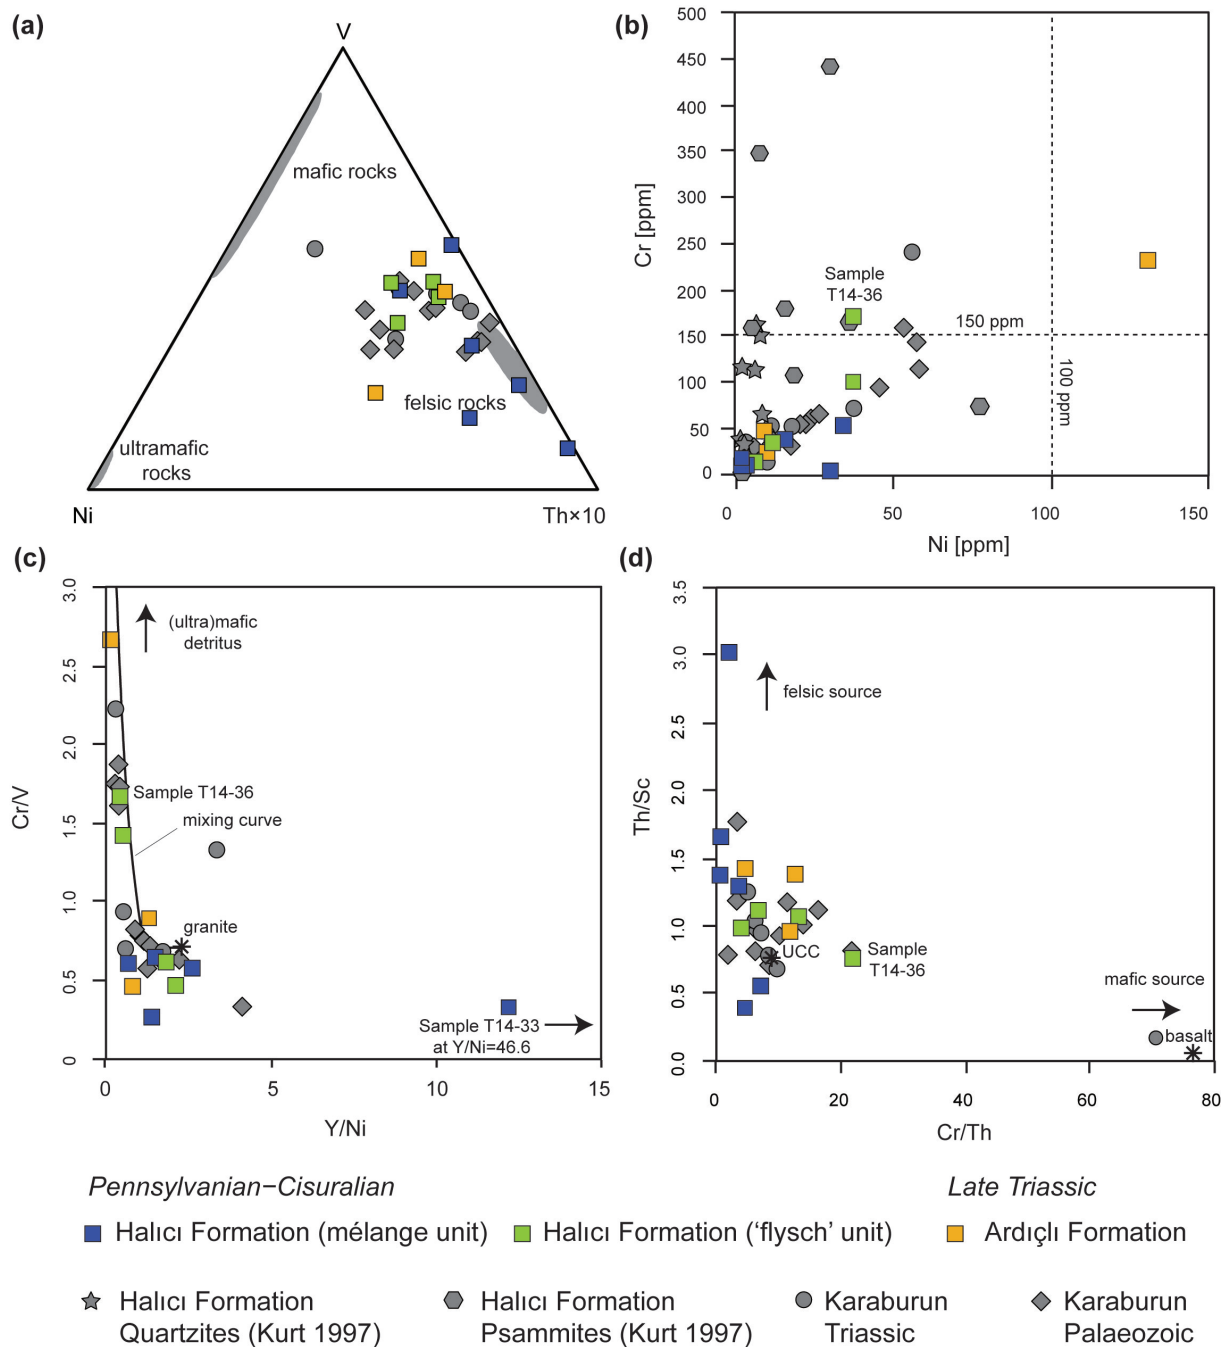 (a)
V
mafic rocks
felsic rocks
ultramafic
rocks
Ni
Th×10
(b)
500
450
400
350
300
250
200
150
100
50
0
Cr [ppm]
Sample
T14-36
150 ppm
100 ppm
0
50
100
150
Ni [ppm]
(c)
3.0
2.5
2.0
1.5
1.0
0.5
0
Cr/V
(ultra)mafic
detritus
Sample T14-36
mixing curve
granite
Sample T14-33
at Y/Ni=46.6
0
5
10
15
Y/Ni
(d)
3.5
3.0
2.5
2.0
1.5
1.0
0.5
0.0
Th/Sc
felsic source
UCC
Sample
T14-36
mafic source
basalt
0
20
40
60
80
Cr/Th
Pennsylvanian−Cisuralian
Late Triassic
Halıcı Formation (mélange unit)
Halıcı Formation (‘flysch’ unit)
Ardıçlı Formation
Halıcı Formation
Quartzites (Kurt 1997)
Halıcı Formation
Psammites (Kurt 1997)
Karaburun
Triassic
Karaburun
Palaeozoic